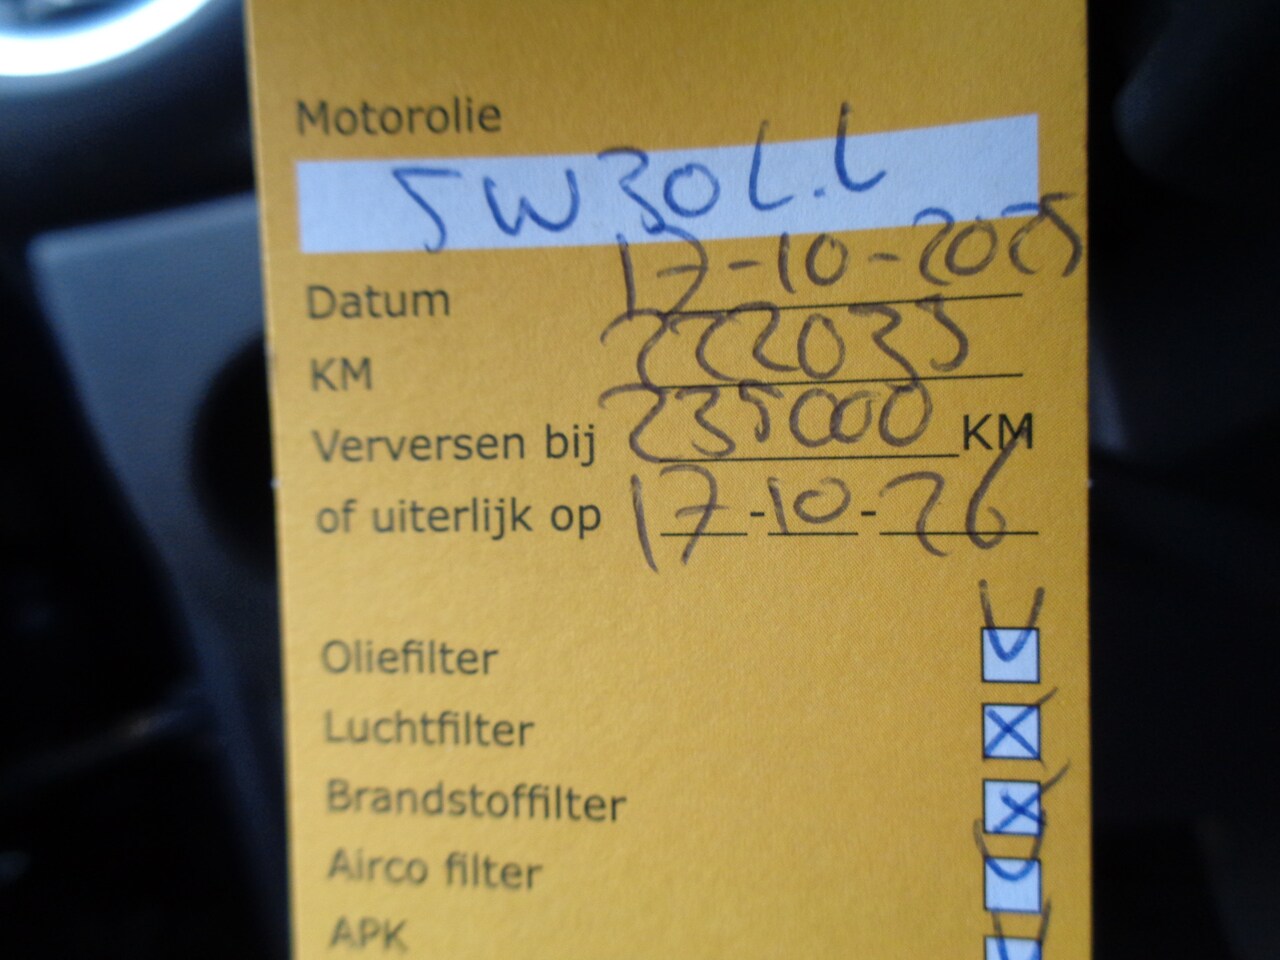 Motorolie
5W30 L.L
Datum 17-10-2025
KM 222035
Verversen bij 235000 KM
of uiterlijk op 17-10-26
Oliefilter
Luchtfilter
Brandstoffilter
Airco filter
APK